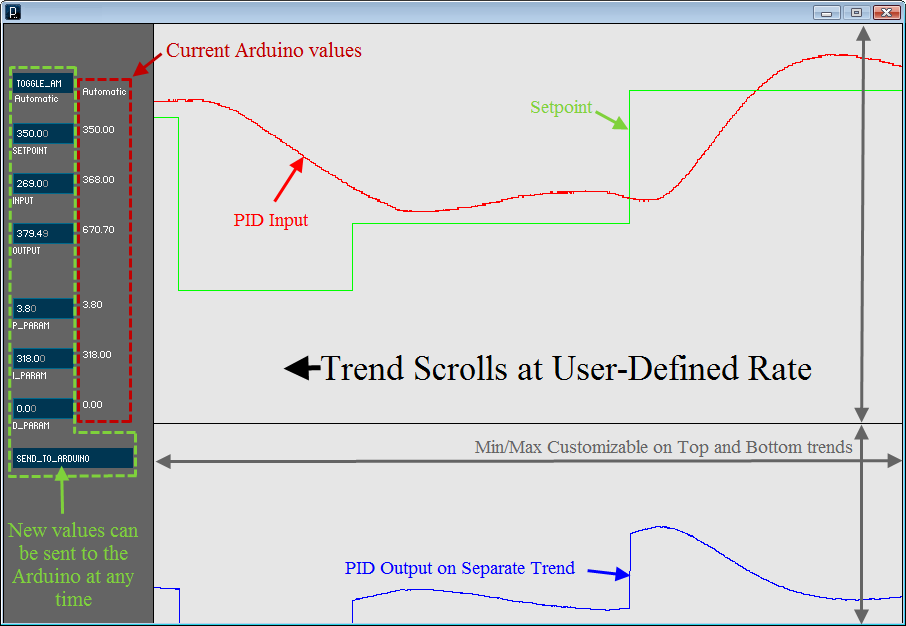 P
Current Arduino values
TOGGLE_AM
Automatic
Automatic
350.00
350.00
SETPOINT
269.00
368.00
INPUT
379.49
670.70
OUTPUT
3.80
3.80
P_PARAM
318.00
318.00
I_PARAM
0.00
0.00
D_PARAM
SEND_TO_ARDUINO
New values can
be sent to the
Arduino at any
time
Setpoint
PID Input
Trend Scrolls at User-Defined Rate
Min/Max Customizable on Top and Bottom trends
PID Output on Separate Trend